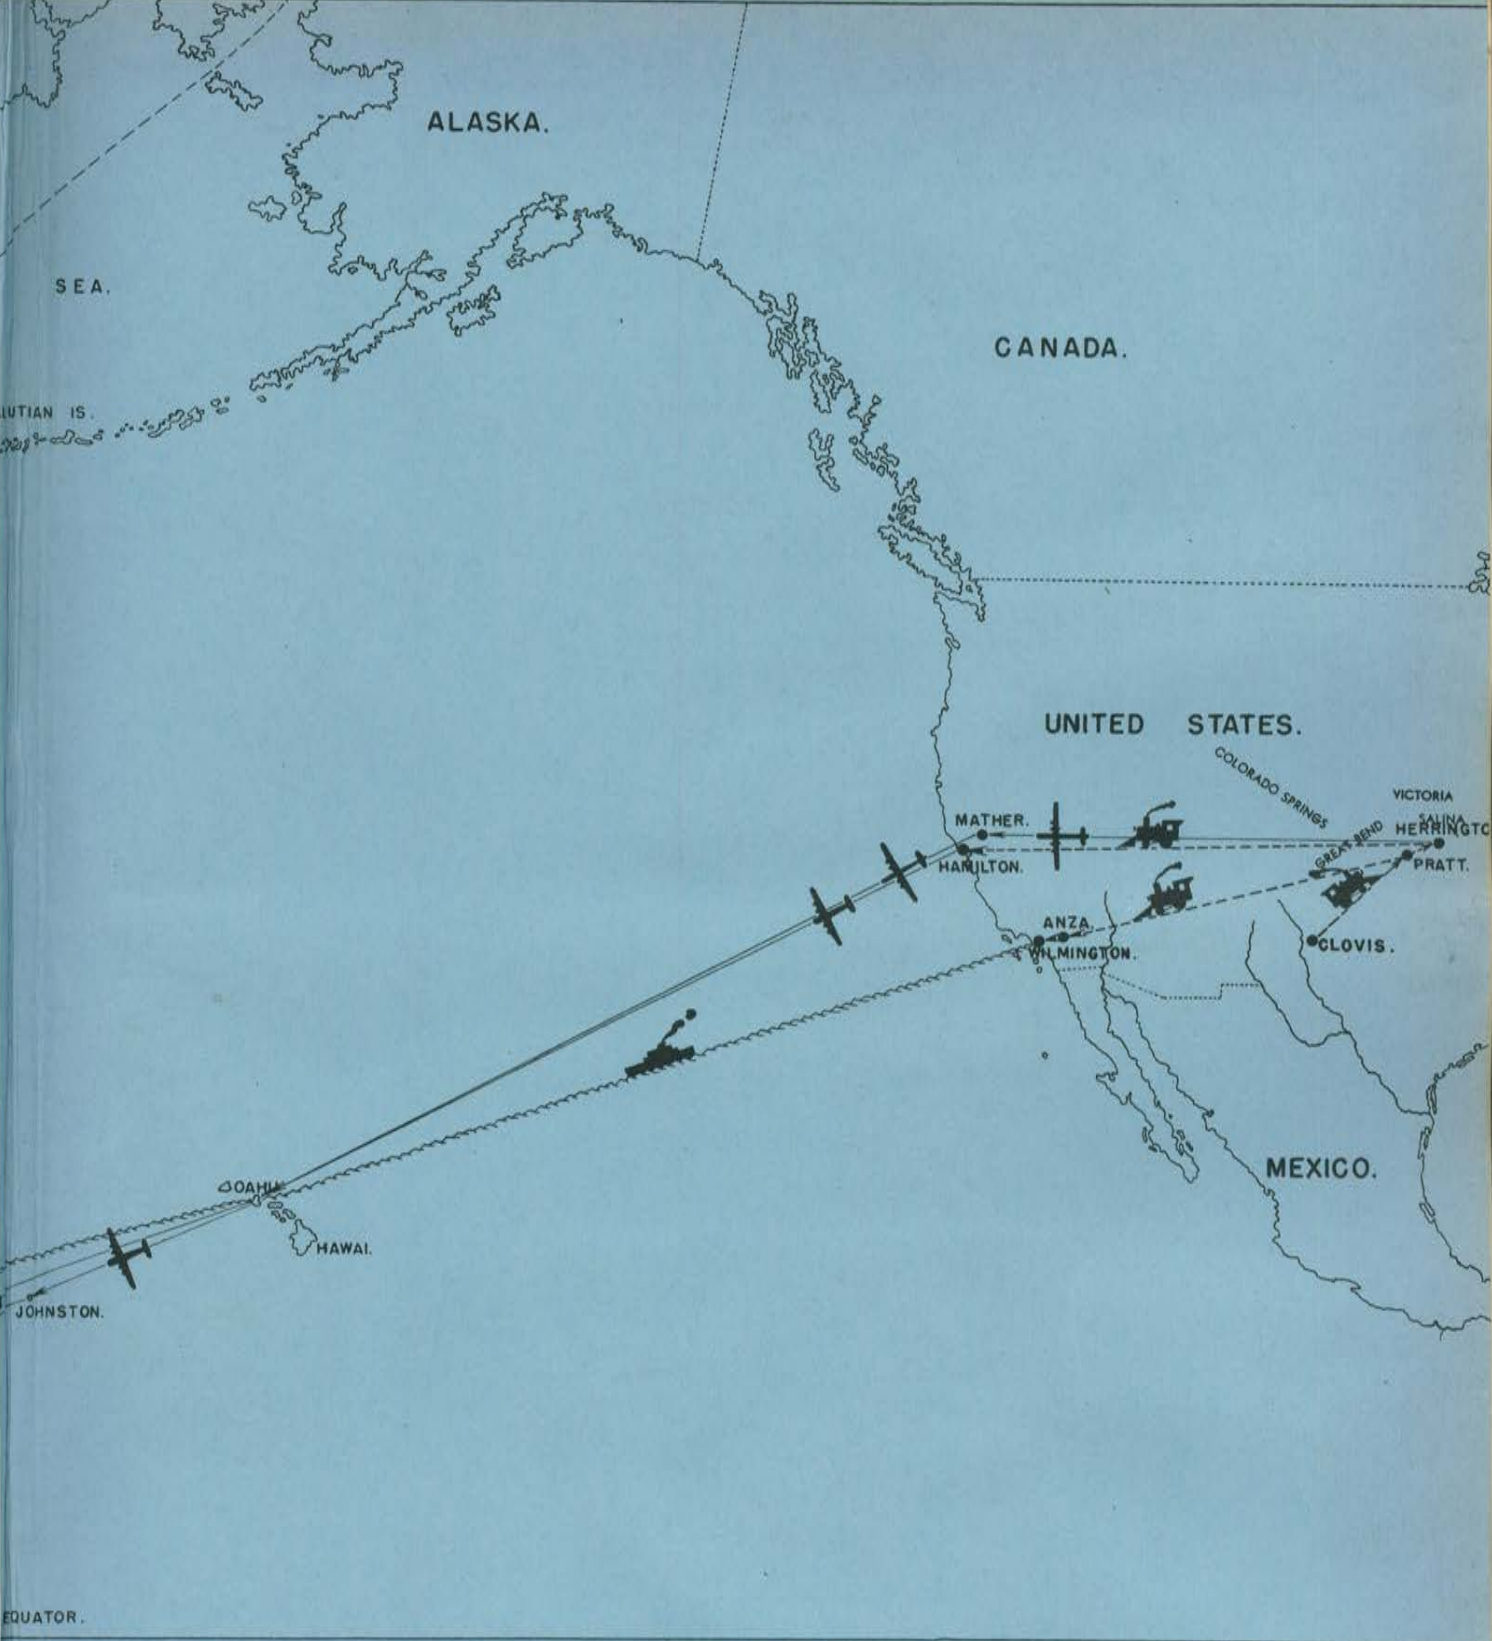 ALASKA.
SEA.
CANADA.
LUTIAN IS.
UNITED STATES.
COLORADO SPRINGS
VICTORIA
SALINA
HERRINGTO
GREAT BEND
PRATT.
MATHER.
HAMILTON.
ANZA
WILMINGTON.
CLOVIS.
MEXICO.
OAHU
HAWAI.
JOHNSTON.
EQUATOR.